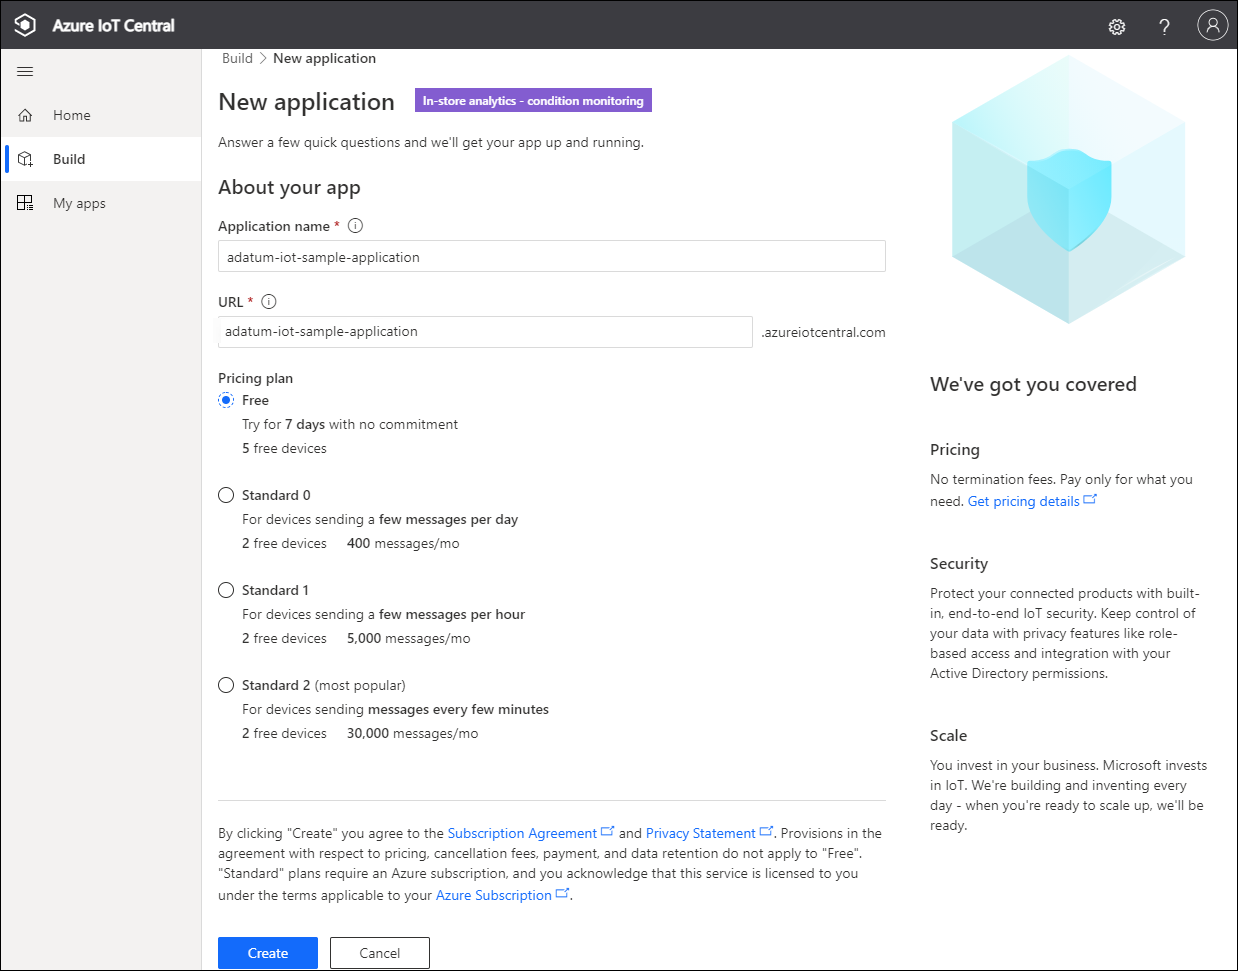 Azure IoT Central
?
Home
Build
My apps
Build > New application
New application
In-store analytics - condition monitoring
Answer a few quick questions and we'll get your app up and running.
About your app
Application name *
adatum-iot-sample-application
URL *
adatum-iot-sample-application
.azureiotcentral.com
Pricing plan
Free
Try for 7 days with no commitment
5 free devices
Standard 0
For devices sending a few messages per day
2 free devices 400 messages/mo
Standard 1
For devices sending a few messages per hour
2 free devices 5,000 messages/mo
Standard 2 (most popular)
For devices sending messages every few minutes
2 free devices 30,000 messages/mo
By clicking "Create" you agree to the Subscription Agreement and Privacy Statement. Provisions in the
agreement with respect to pricing, cancellation fees, payment, and data retention do not apply to "Free".
"Standard" plans require an Azure subscription, and you acknowledge that this service is licensed to you
under the terms applicable to your Azure Subscription.
Create
Cancel
We've got you covered
Pricing
No termination fees. Pay only for what you
need. Get pricing details
Security
Protect your connected products with built-
in, end-to-end IoT security. Keep control of
your data with privacy features like role-
based access and integration with your
Active Directory permissions.
Scale
You invest in your business. Microsoft invests
in IoT. We're building and inventing every
day - when you're ready to scale up, we'll be
ready.